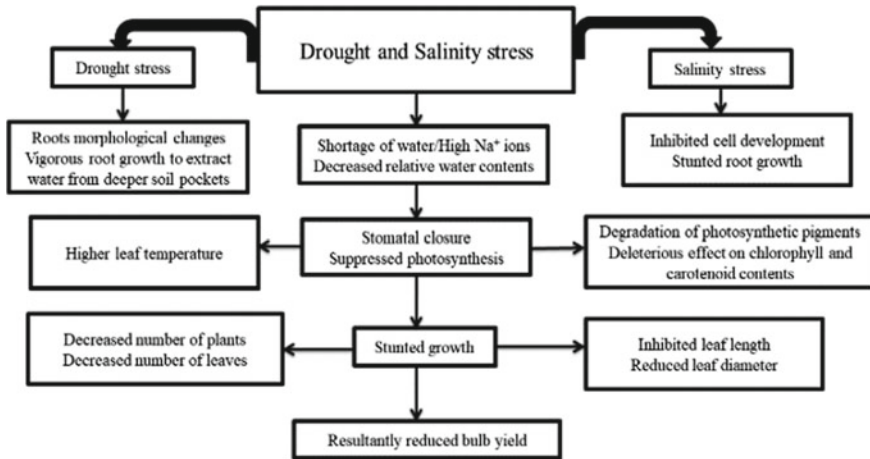 Drought and Salinity stress
Drought stress
Salinity stress
Roots morphological changes
Vigorous root growth to extract
water from deeper soil pockets
Shortage of water/High Na⁺ ions
Decreased relative water contents
Inhibited cell development
Stunted root growth
Higher leaf temperature
Stomatal closure
Suppressed photosynthesis
Degradation of photosynthetic pigments
Deleterious effect on chlorophyll and
carotenoid contents
Decreased number of plants
Decreased number of leaves
Stunted growth
Inhibited leaf length
Reduced leaf diameter
Resultantly reduced bulb yield